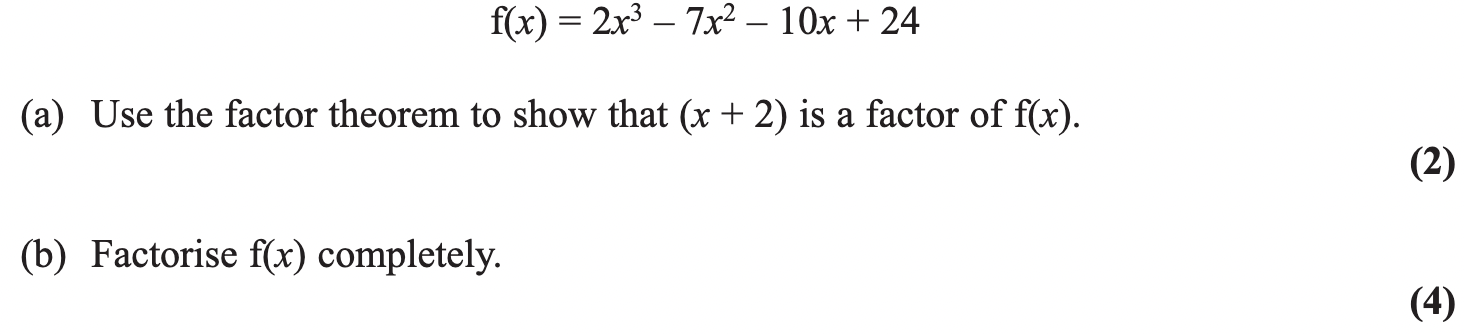 f(x) = 2x³ – 7x² – 10x + 24
(a) Use the factor theorem to show that (x + 2) is a factor of f(x).
(2)
(b) Factorise f(x) completely.
(4)